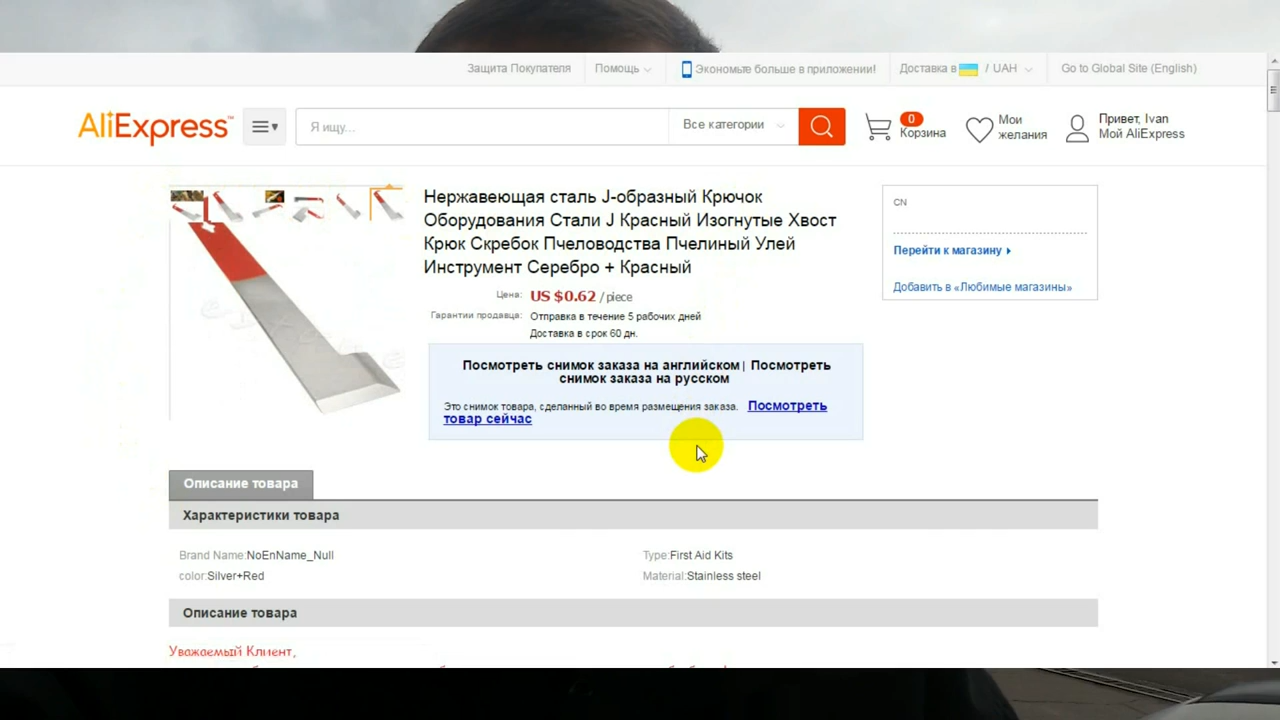 Защита Покупателя
Помощь
Экономьте больше в приложении!
Доставка в / UAH
Go to Global Site (English)
AliExpress™
Я ищу...
Все категории
0
Корзина
Мои
желания
Привет, Ivan
Мой AliExpress
Нержавеющая сталь J-образный Крючок
Оборудования Стали J Красный Изогнутые Хвост
Крюк Скребок Пчеловодства Пчелиный Улей
Инструмент Серебро + Красный
Цена: US $0.62 / piece
Гарантии продавца: Отправка в течение 5 рабочих дней
Доставка в срок 60 дн.
CN
Перейти к магазину
Добавить в «Любимые магазины»
Посмотреть снимок заказа на английском| Посмотреть
снимок заказа на русском
Это снимок товара, сделанный во время размещения заказа. Посмотреть
товар сейчас
Описание товара
Характеристики товара
Brand Name:NoEnName_Null
Type:First Aid Kits
color:Silver+Red
Material:Stainless steel
Описание товара
Уважаемый Клиент,